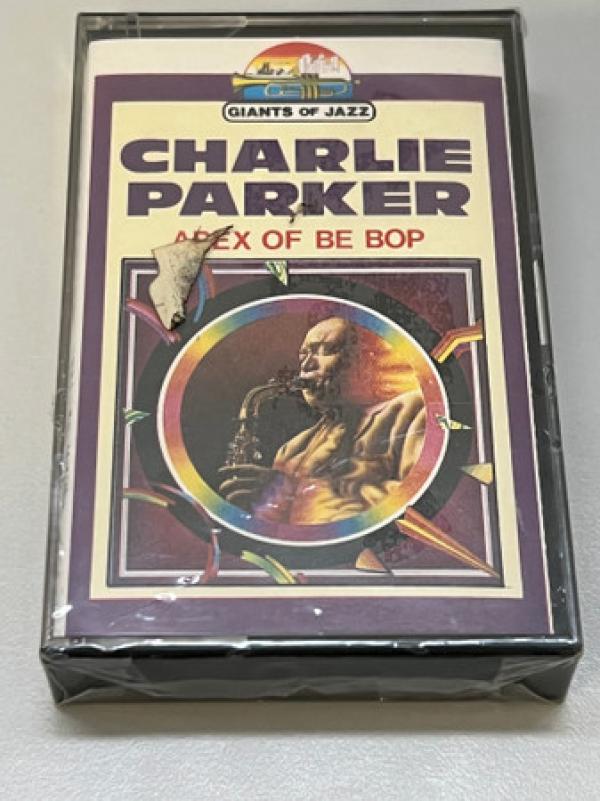 GIANTS OF JAZZ
CHARLIE
PARKER
APEX OF BE BOP